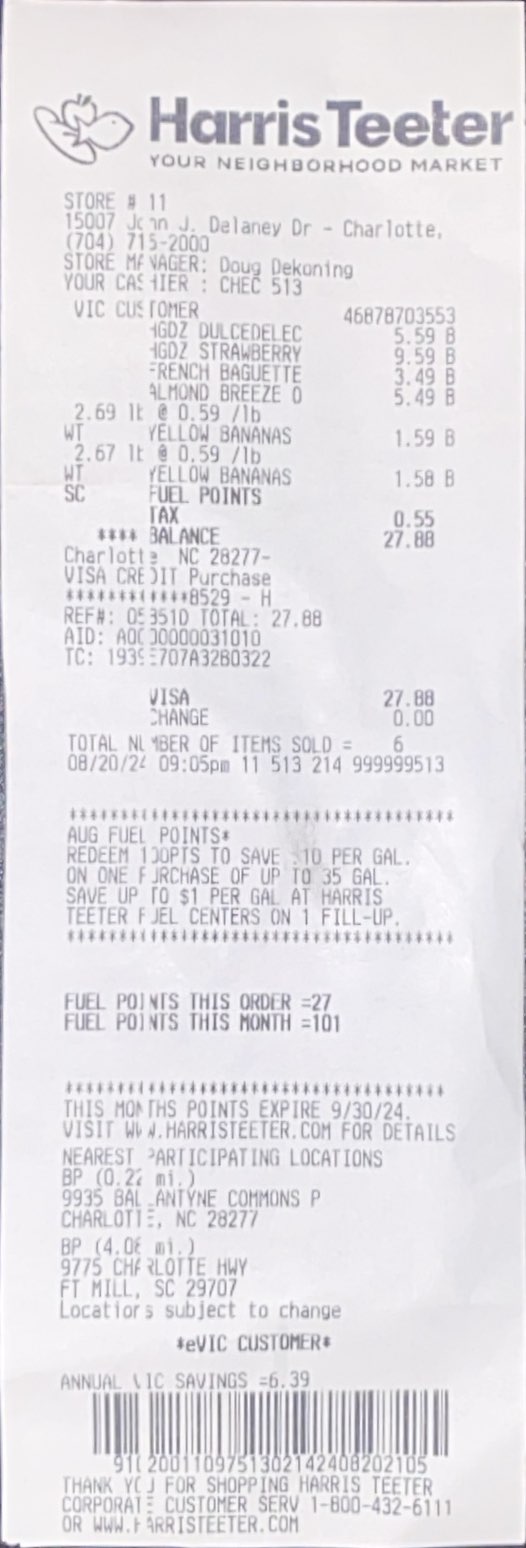 Harris Teeter
YOUR NEIGHBORHOOD MARKET
STORE # 11
15007 John J. Delaney Dr - Charlotte,
(704) 715-2000
STORE MANAGER: Doug Dekoning
YOUR CASHIER : CHEC 513
VIC CUSTOMER 46878703553
HGDZ DULCEDELEC 5.59 B
HGDZ STRAWBERRY 9.59 B
FRENCH BAGUETTE 3.49 B
ALMOND BREEZE O 5.49 B
2.69 lb @ 0.59 /lb
WT YELLOW BANANAS 1.59 B
2.67 lb @ 0.59 /lb
WT YELLOW BANANAS 1.58 B
SC FUEL POINTS
TAX 0.55
**** BALANCE 27.88
Charlotte NC 28277-
VISA CREDIT Purchase
************8529 - H
REF#: 053510 TOTAL: 27.88
AID: A0000000031010
TC: 1939E707A3280322
VISA 27.88
CHANGE 0.00
TOTAL NUMBER OF ITEMS SOLD = 6
08/20/24 09:05pm 11 513 214 999999513
**************************************
AUG FUEL POINTS*
REDEEM 100PTS TO SAVE .10 PER GAL.
ON ONE PURCHASE OF UP TO 35 GAL.
SAVE UP TO $1 PER GAL AT HARRIS
TEETER FUEL CENTERS ON 1 FILL-UP.
**************************************
FUEL POINTS THIS ORDER =27
FUEL POINTS THIS MONTH =101
**************************************
THIS MONTHS POINTS EXPIRE 9/30/24.
VISIT WWW.HARRISTEETER.COM FOR DETAILS
NEAREST PARTICIPATING LOCATIONS
BP (0.22 mi.)
9935 BALLANTYNE COMMONS P
CHARLOTTE, NC 28277
BP (4.06 mi.)
9775 CHARLOTTE HWY
FT MILL, SC 29707
Locations subject to change
*eVIC CUSTOMER*
ANNUAL VIC SAVINGS =6.39
910200110975130214240820210​5
THANK YOU FOR SHOPPING HARRIS TEETER
CORPORATE CUSTOMER SERV 1-800-432-6111
OR WWW.HARRISTEETER.COM